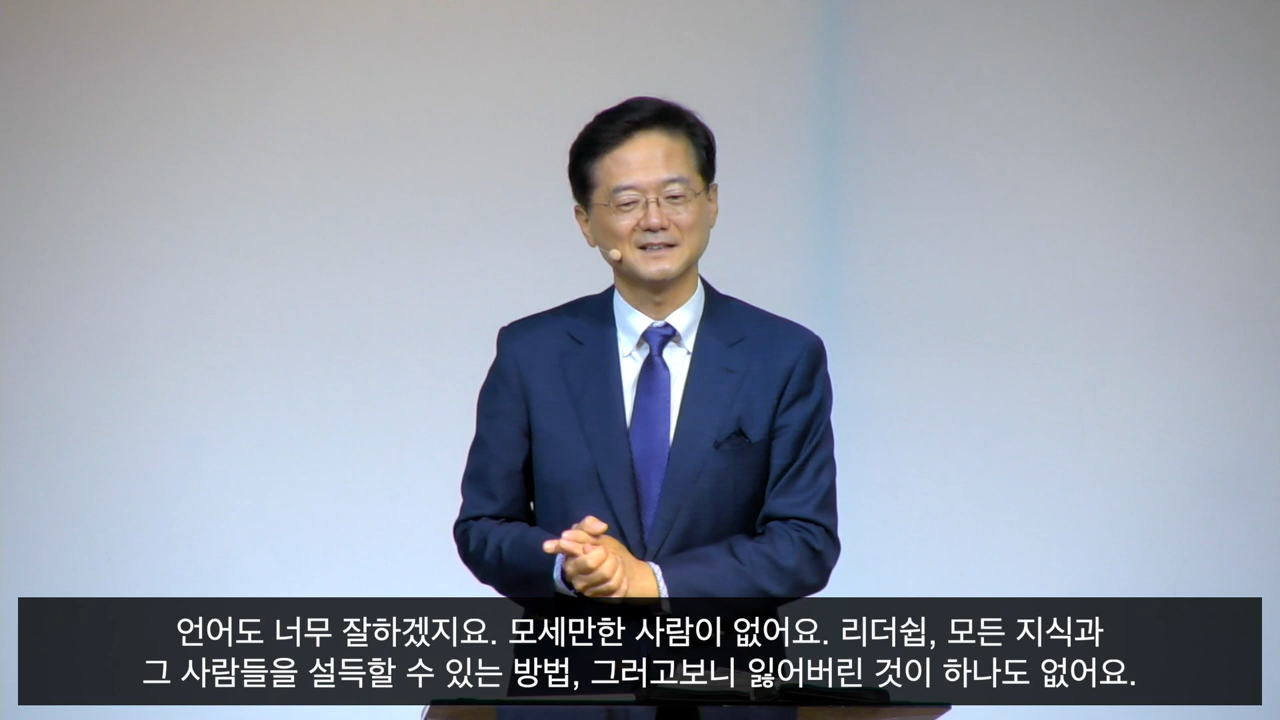 언어도 너무 잘하겠지요. 모세만한 사람이 없어요. 리더쉽, 모든 지식과
그 사람들을 설득할 수 있는 방법, 그러고보니 잃어버린 것이 하나도 없어요.